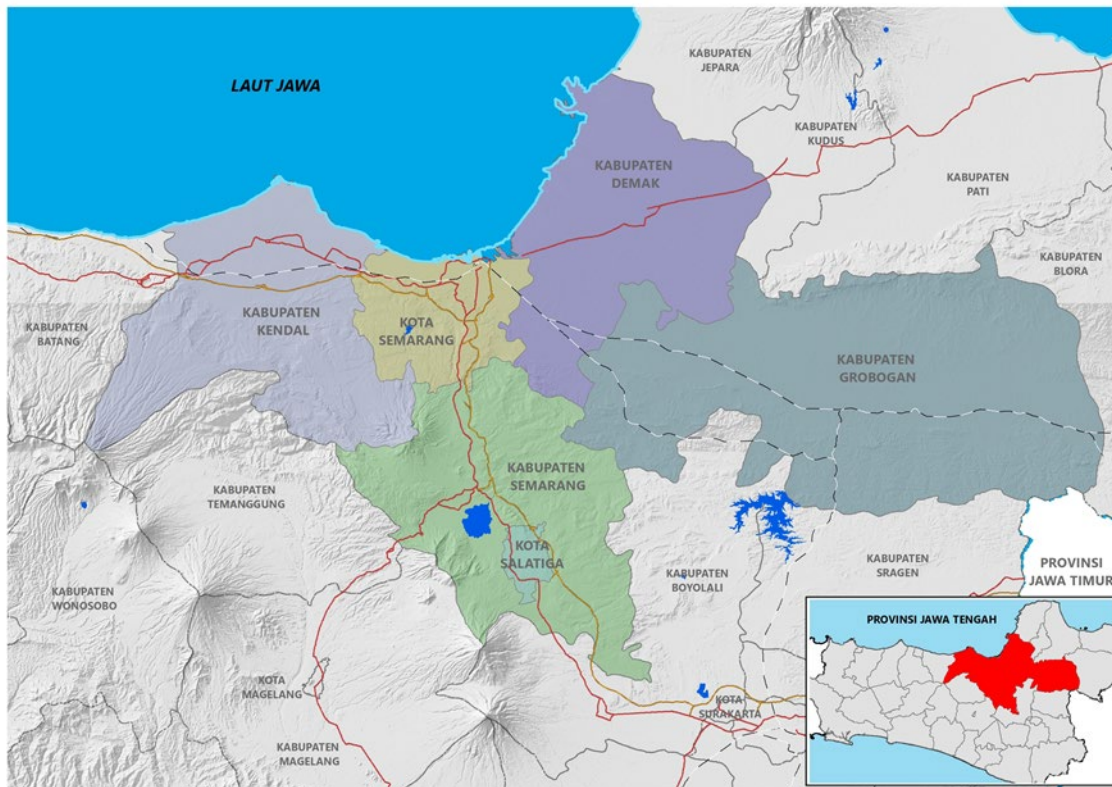 LAUT JAWA
KABUPATEN
JEPARA
KABUPATEN
KUDUS
KABUPATEN
DEMAK
KABUPATEN
PATI
KABUPATEN
BLORA
KABUPATEN
BATANG
KABUPATEN
KENDAL
KOTA
SEMARANG
KABUPATEN
GROBOGAN
KABUPATEN
TEMANGGUNG
KABUPATEN
SEMARANG
KOTA
SALATIGA
KABUPATEN
WONOSOBO
KABUPATEN
BOYOLALI
KABUPATEN
SRAGEN
PROVINSI
JAWA TIMUR
KOTA
MAGELANG
KABUPATEN
MAGELANG
KOTA
SURAKARTA
PROVINSI JAWA TENGAH